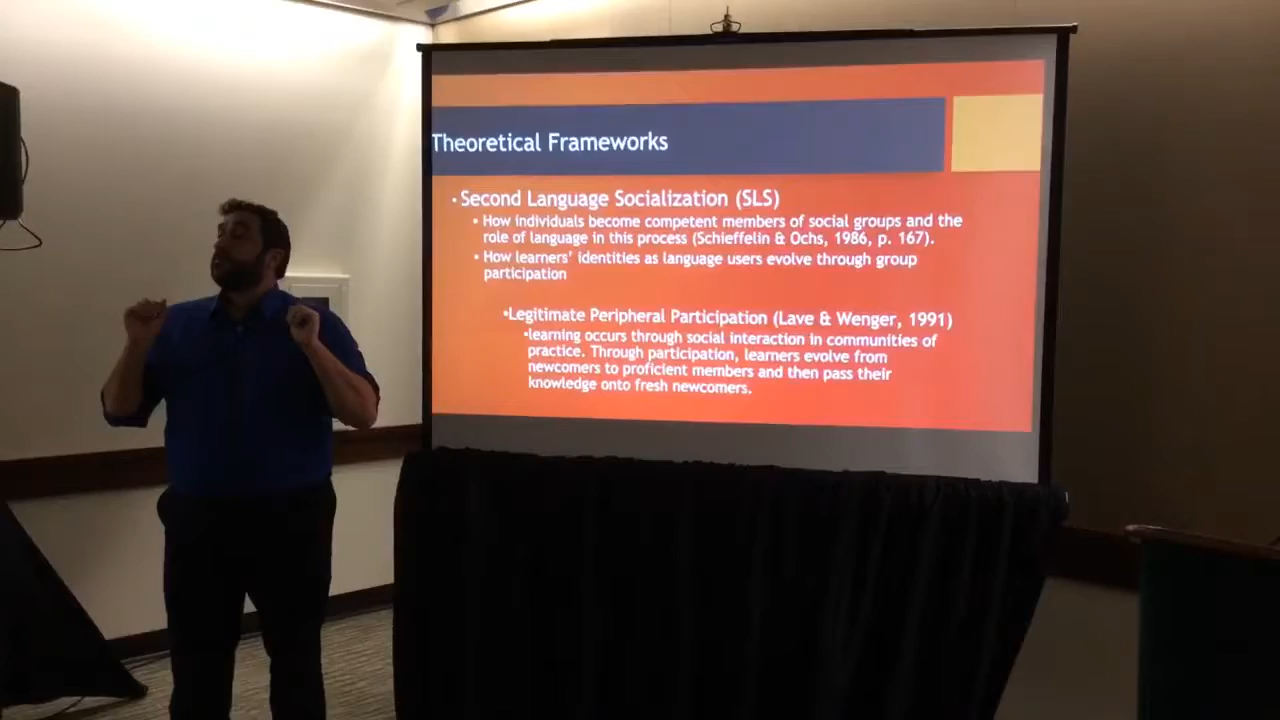 Theoretical Frameworks
• Second Language Socialization (SLS)
• How individuals become competent members of social groups and the
role of language in this process (Schieffelin & Ochs, 1986, p. 167).
• How learners' identities as language users evolve through group
participation
•Legitimate Peripheral Participation (Lave & Wenger, 1991)
•learning occurs through social interaction in communities of
practice. Through participation, learners evolve from
newcomers to proficient members and then pass their
knowledge onto fresh newcomers.